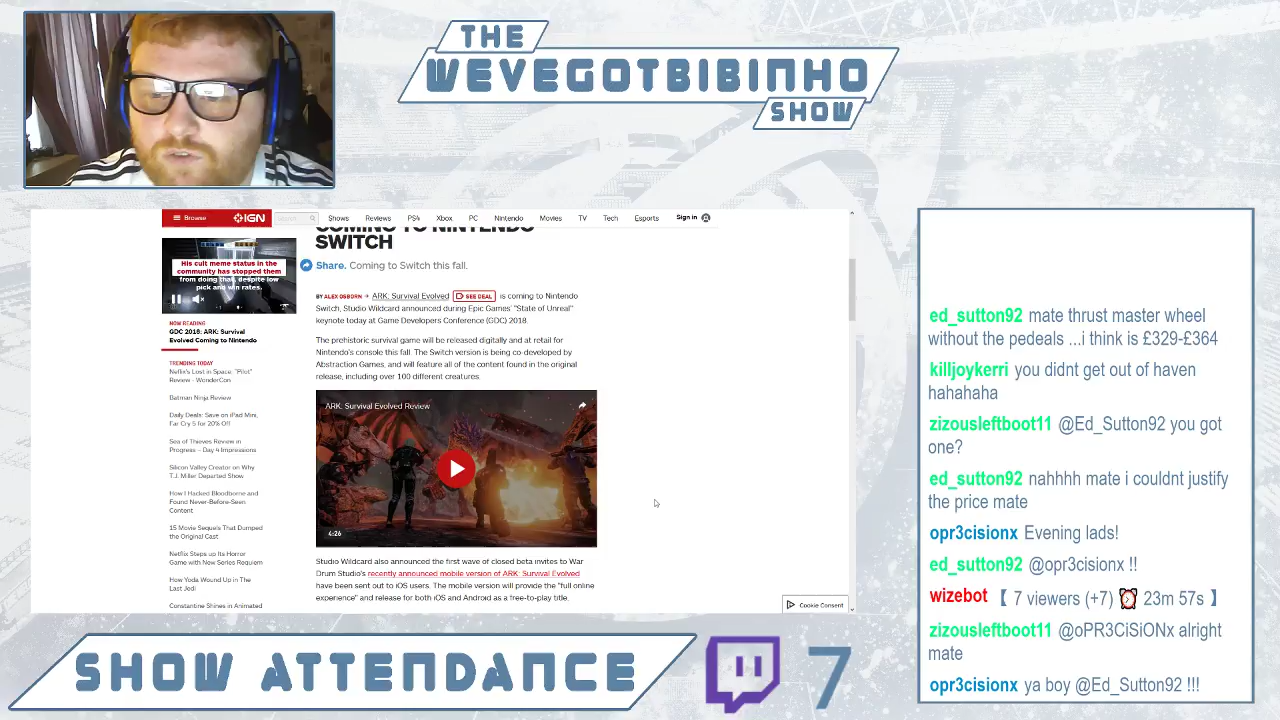 THE
WEVEGOTBIBINHO
SHOW
Browse
IGN
Search
Shows
Reviews
PS4
Xbox
PC
Nintendo
Movies
TV
Tech
Esports
Sign in
His cult meme status in the
community has stopped them
from doing that, despite low
pick and win rates.
NOW READING
GDC 2018: ARK: Survival
Evolved Coming to Nintendo
TRENDING TODAY
Neflix's Lost in Space, "Pilot"
Review - WonderCon
Batman Ninja Review
Daily Deals: Save on iPad Mini,
Far Cry 5 for 20% Off
Sea of Thieves Review in
Progress – Day 4 Impressions
Silicon Valley Creator on Why
T.J. Miller Departed Show
How I Hacked Bloodborne and
Found Never-Before-Seen
Content
15 Movie Sequels That Dumped
the Original Cast
Netflix Steps up Its Horror
Game with New Series Requiem
How Yoda Wound Up in The
Last Jedi
Constantine Shines in Animated
COMING TO NINTENDO
SWITCH
Share. Coming to Switch this fall.
BY ALEX OSBORN ARK: Survival Evolved SEE DEAL is coming to Nintendo
Switch, Studio Wildcard announced during Epic Games' "State of Unreal"
keynote today at Game Developers Conference (GDC) 2018.
The prehistoric survival game will be released digitally and at retail for
Nintendo's console this fall. The Switch version is being co-developed by
Abstraction Games, and will feature all of the content found in the original
release, including over 100 different creatures.
ARK: Survival Evolved Review
4:26
Studio Wildcard also announced the first wave of closed beta invites to War
Drum Studio's recently announced mobile version of ARK: Survival Evolved
have been sent out to iOS users. The mobile version will provide the "full online
experience" and release for both iOS and Android as a free-to-play title,
Cookie Consent
ed_sutton92 mate thrust master wheel
without the pedeals ...i think is £329-£364
killjoykerri you didnt get out of haven
hahahaha
zizousleftboot11 @Ed_Sutton92 you got
one?
ed_sutton92 nahhhh mate i couldnt justify
the price mate
opr3cisionx Evening lads!
ed_sutton92 @opr3cisionx !!
wizebot 【 7 viewers (+7) ⏰ 23m 57s 】
zizousleftboot11 @oPR3CiSiONx alright
mate
opr3cisionx ya boy @Ed_Sutton92 !!!
SHOW ATTENDANCE
7